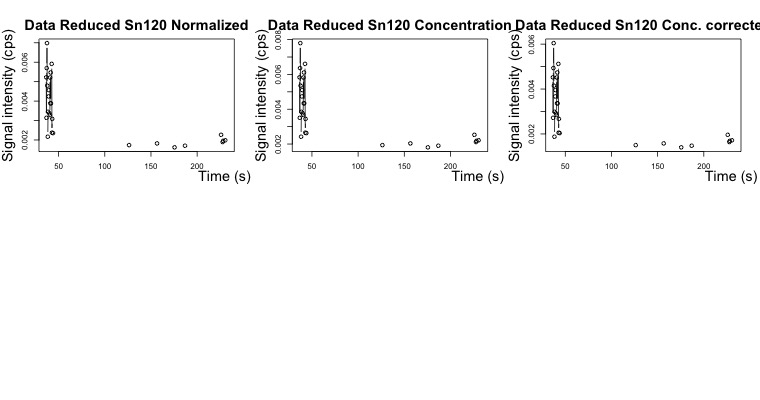 Data Reduced Sn120 Normalized
Signal intensity (cps)
0.002 0.004 0.006
50 100 150 200
Time (s)
Data Reduced Sn120 Concentration
Signal intensity (cps)
0.002 0.004 0.006 0.008
50 100 150 200
Time (s)
Data Reduced Sn120 Conc. correcte
Signal intensity (cps)
0.002 0.004 0.006
50 100 150 200
Time (s)